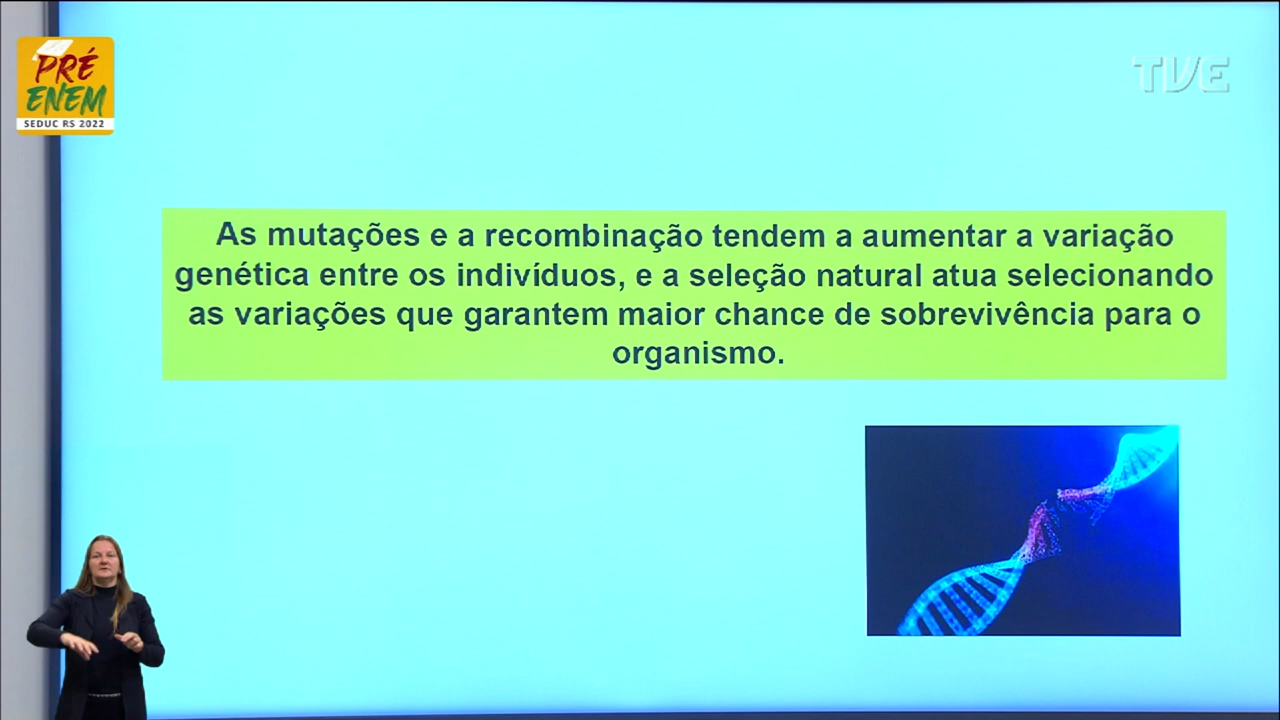 PRÉ
ENEM
SEDUC RS 2022
TVE
As mutações e a recombinação tendem a aumentar a variação
genética entre os indivíduos, e a seleção natural atua selecionando
as variações que garantem maior chance de sobrevivência para o
organismo.